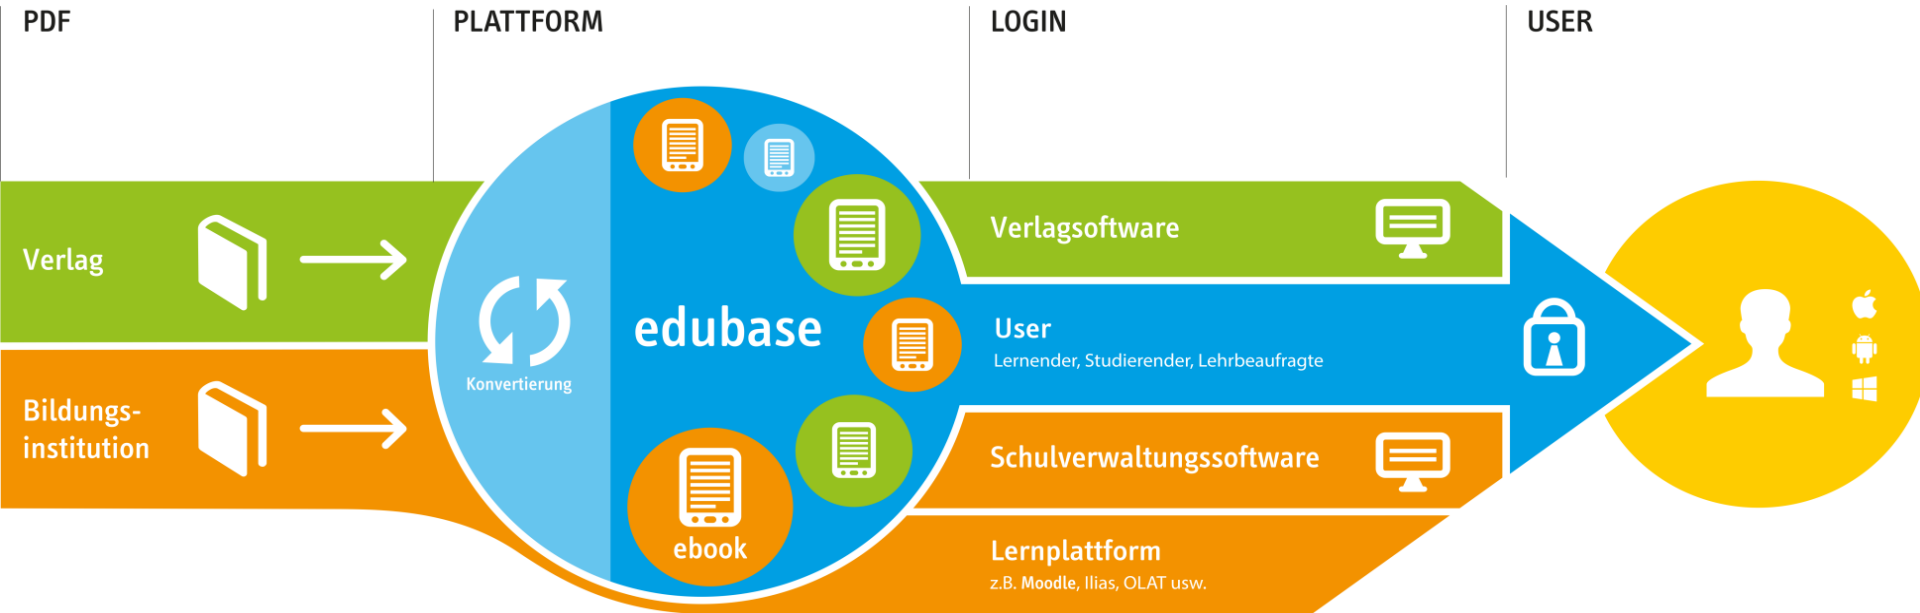 PDF
PLATTFORM
LOGIN
USER
Verlag
Bildungs-
institution
Konvertierung
edubase
ebook
Verlagsoftware
User
Lernender, Studierender, Lehrbeaufragte
Schulverwaltungssoftware
Lernplattform
z.B. Moodle, Ilias, OLAT usw.